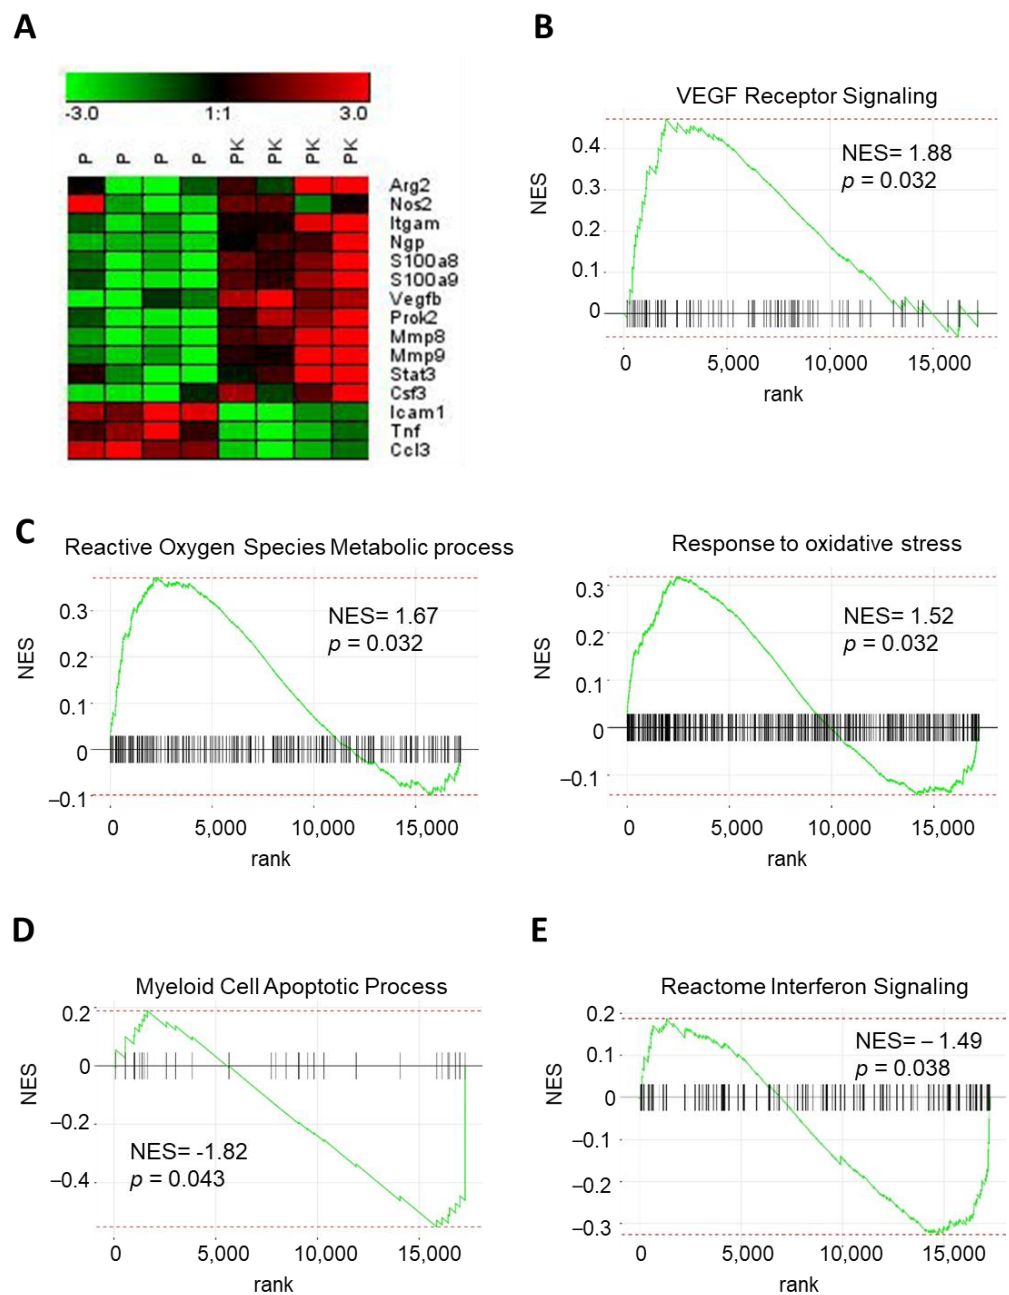 A
B
-3.0 1:1 3.0
P P P P PK PK PK PK
Arg2
Nos2
Itgam
Ngp
S100a8
S100a9
Vegfb
Prok2
Mmp8
Mmp9
Stat3
Csf3
Icam1
Tnf
Ccl3
VEGF Receptor Signaling
NES= 1.88
p = 0.032
NES
0.4
0.3
0.2
0.1
0
0 5,000 10,000 15,000
rank
C
Reactive Oxygen Species Metabolic process
NES= 1.67
p = 0.032
NES
0.3
0.2
0.1
0
–0.1
0 5,000 10,000 15,000
rank
Response to oxidative stress
NES= 1.52
p = 0.032
NES
0.3
0.2
0.1
0
–0.1
0 5,000 10,000 15,000
rank
D
Myeloid Cell Apoptotic Process
NES
0.2
0
–0.2
–0.4
NES= -1.82
p = 0.043
0 5,000 10,000 15,000
rank
E
Reactome Interferon Signaling
NES= – 1.49
p = 0.038
NES
0.2
0.1
0
–0.1
–0.2
–0.3
0 5,000 10,000 15,000
rank